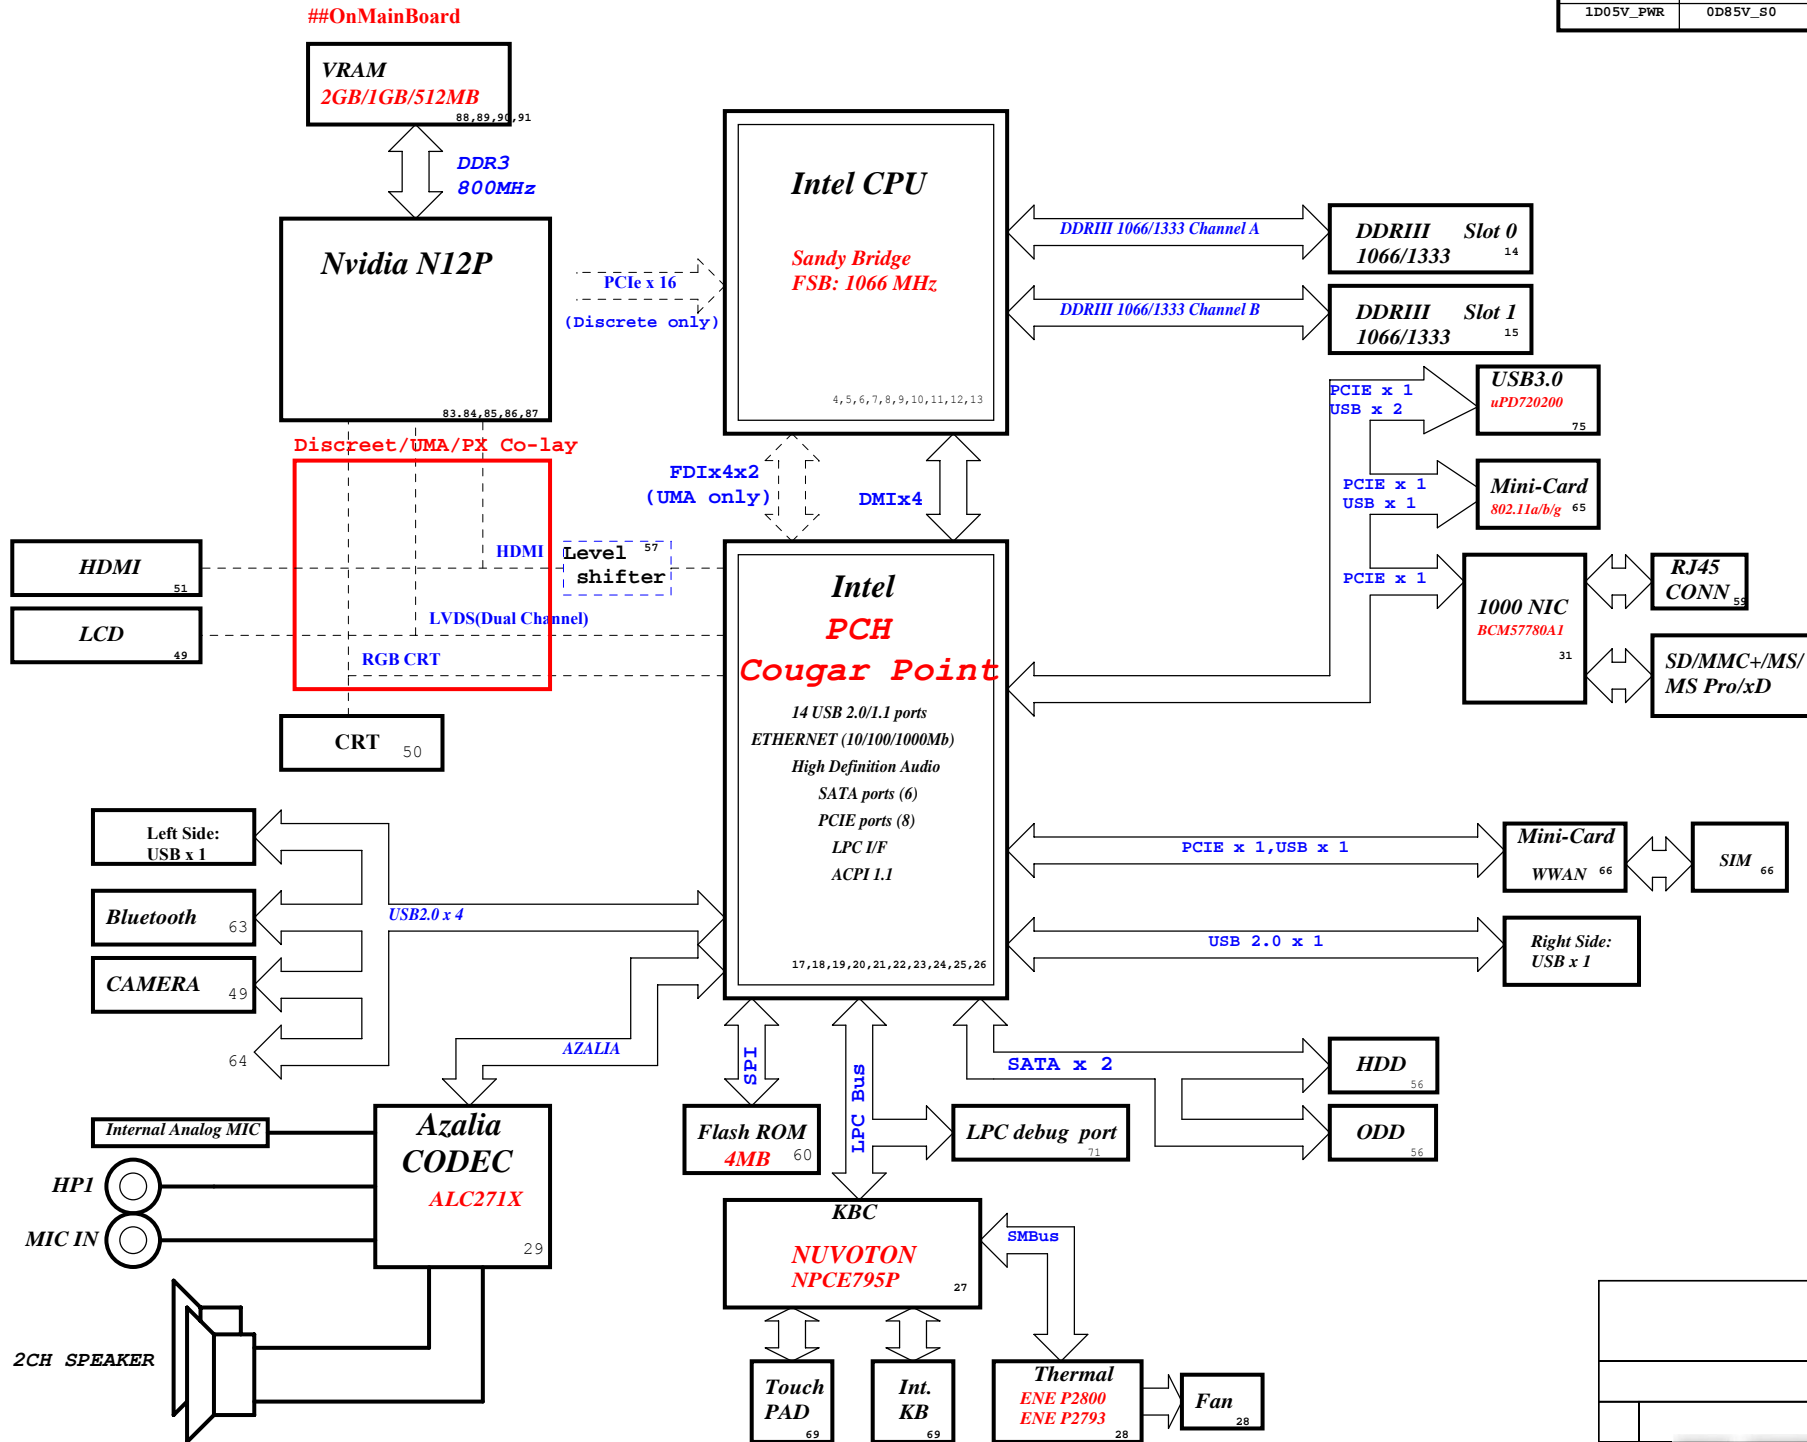 ##OnMainBoard
1D05V_PWR 0D85V_S0
VRAM
2GB/1GB/512MB
88,89,90,91
DDR3
800MHz
Nvidia N12P
83.84,85,86,87
PCIe x 16
(Discrete only)
Intel CPU
Sandy Bridge
FSB: 1066 MHz
4,5,6,7,8,9,10,11,12,13
DDRIII 1066/1333 Channel A
DDRIII Slot 0
1066/1333 14
DDRIII 1066/1333 Channel B
DDRIII Slot 1
1066/1333 15
PCIE x 1
USB x 2
USB3.0
uPD720200
75
PCIE x 1
USB x 1
Mini-Card
802.11a/b/g 65
PCIE x 1
1000 NIC
BCM57780A1
31
RJ45
CONN 59
SD/MMC+/MS/
MS Pro/xD
Discreet/UMA/PX Co-lay
FDIx4x2
(UMA only)
DMIx4
HDMI
51
HDMI
Level 57
shifter
LCD
49
LVDS(Dual Channel)
RGB CRT
CRT 50
Intel
PCH
Cougar Point
14 USB 2.0/1.1 ports
ETHERNET (10/100/1000Mb)
High Definition Audio
SATA ports (6)
PCIE ports (8)
LPC I/F
ACPI 1.1
17,18,19,20,21,22,23,24,25,26
Left Side:
USB x 1
Bluetooth 63
CAMERA 49
64
USB2.0 x 4
AZALIA
PCIE x 1,USB x 1
Mini-Card
WWAN 66
SIM 66
USB 2.0 x 1
Right Side:
USB x 1
SPI
LPC Bus
SATA x 2
HDD
56
ODD
56
Internal Analog MIC
HP1
MIC IN
2CH SPEAKER
Azalia
CODEC
ALC271X
29
Flash ROM
4MB 60
LPC debug port
71
KBC
NUVOTON
NPCE795P
27
SMBus
Touch
PAD
69
Int.
KB
69
Thermal
ENE P2800
ENE P2793
28
Fan
28